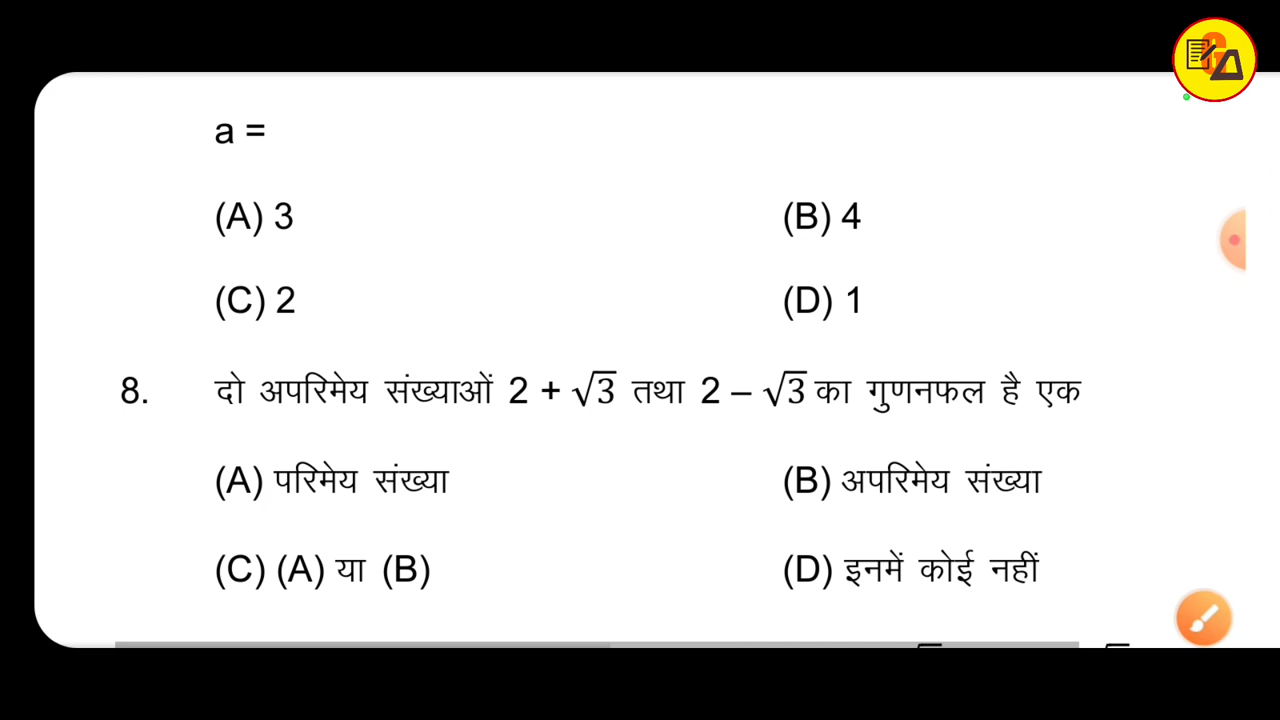 a =
(A) 3 (B) 4
(C) 2 (D) 1
8. दो अपरिमेय संख्याओं 2 + √3 तथा 2 – √3 का गुणनफल है एक
(A) परिमेय संख्या (B) अपरिमेय संख्या
(C) (A) या (B) (D) इनमें कोई नहीं